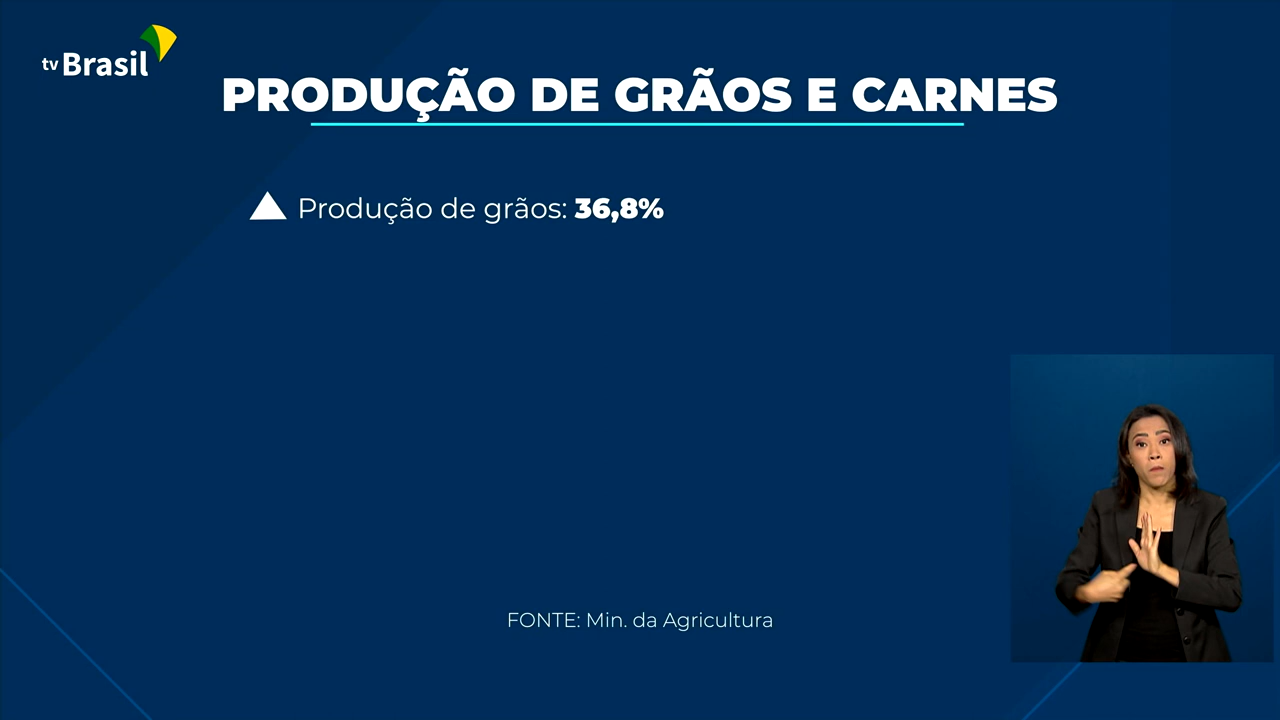 tv Brasil
PRODUÇÃO DE GRÃOS E CARNES
Produção de grãos: 36,8%
FONTE: Min. da Agricultura